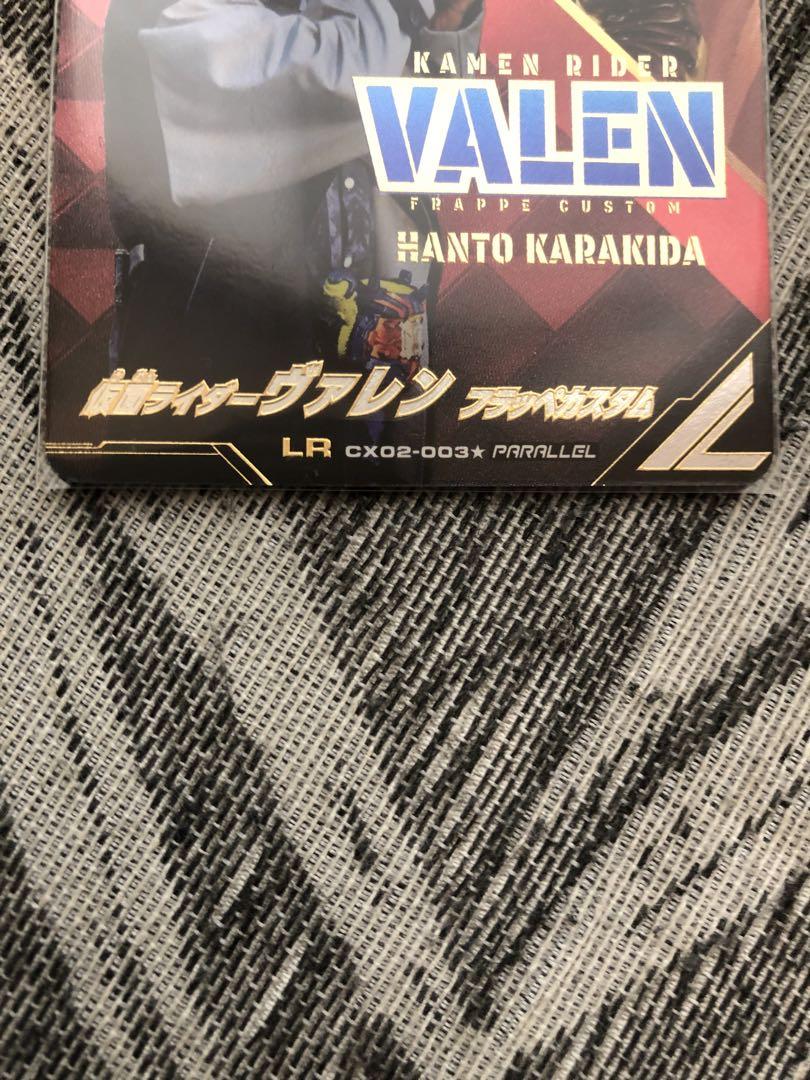 KAMEN RIDER
VALEN
FRAPPE CUSTOM
HANTO KARAKIDA
仮面ライダーヴァレン フラッペカスタム
LR CX02-003★ PARALLEL